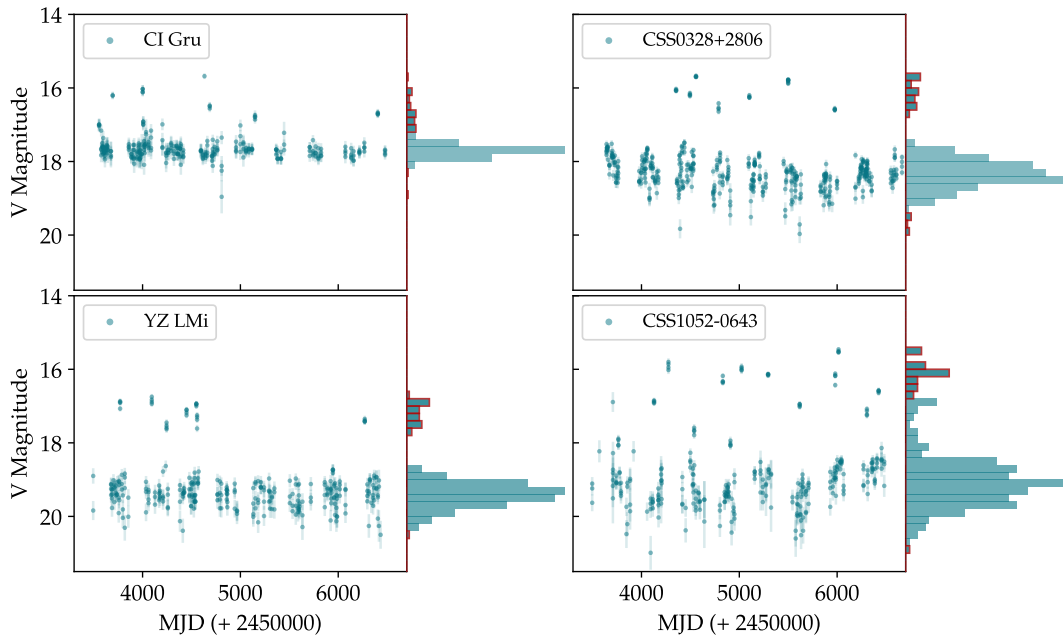 14
16
18
20
V Magnitude
CI Gru
CSS0328+2806
14
16
18
20
V Magnitude
YZ LMi
CSS1052-0643
4000 5000 6000
4000 5000 6000
MJD (+ 2450000)
MJD (+ 2450000)